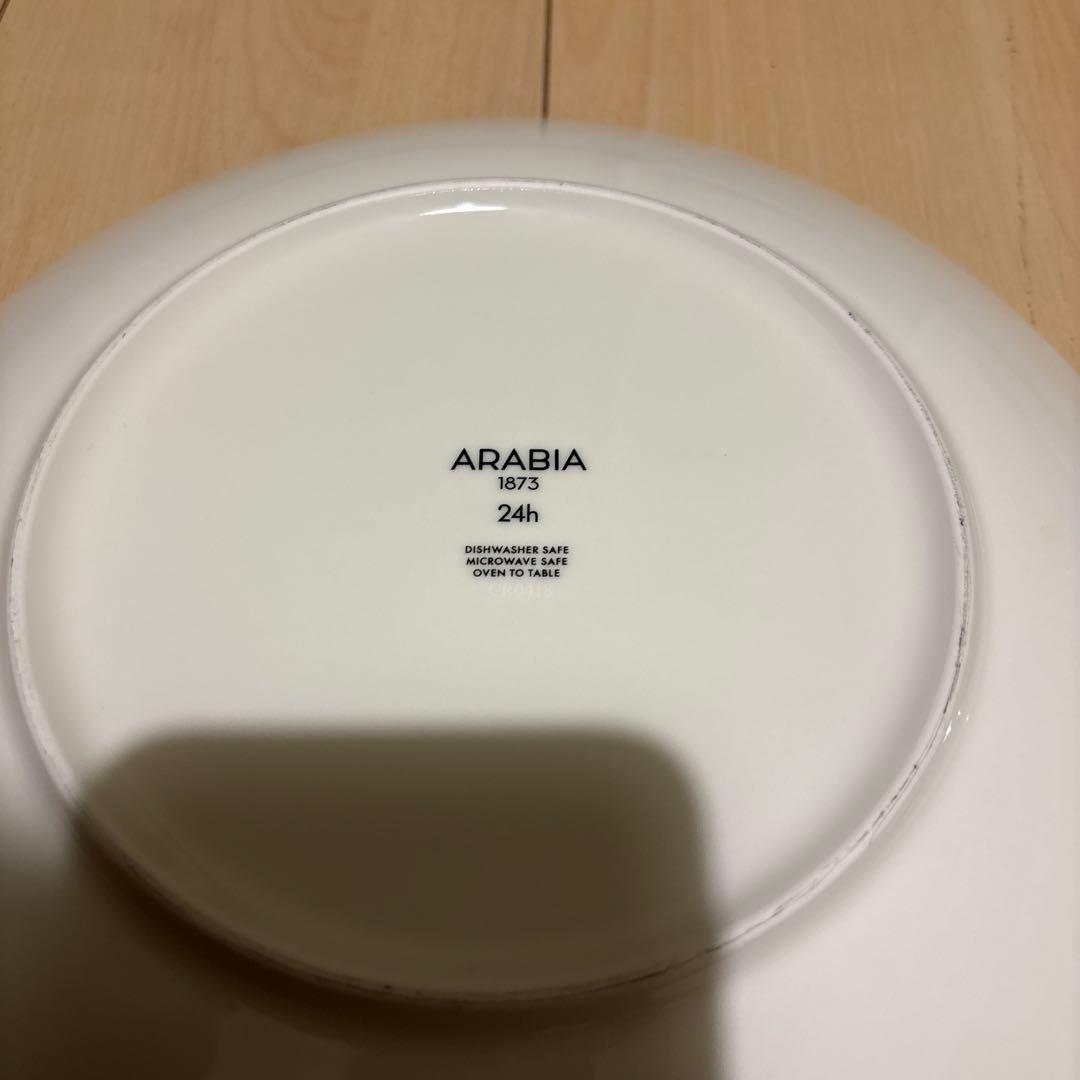 ARABIA
1873
24h
DISHWASHER SAFE
MICROWAVE SAFE
OVEN TO TABLE